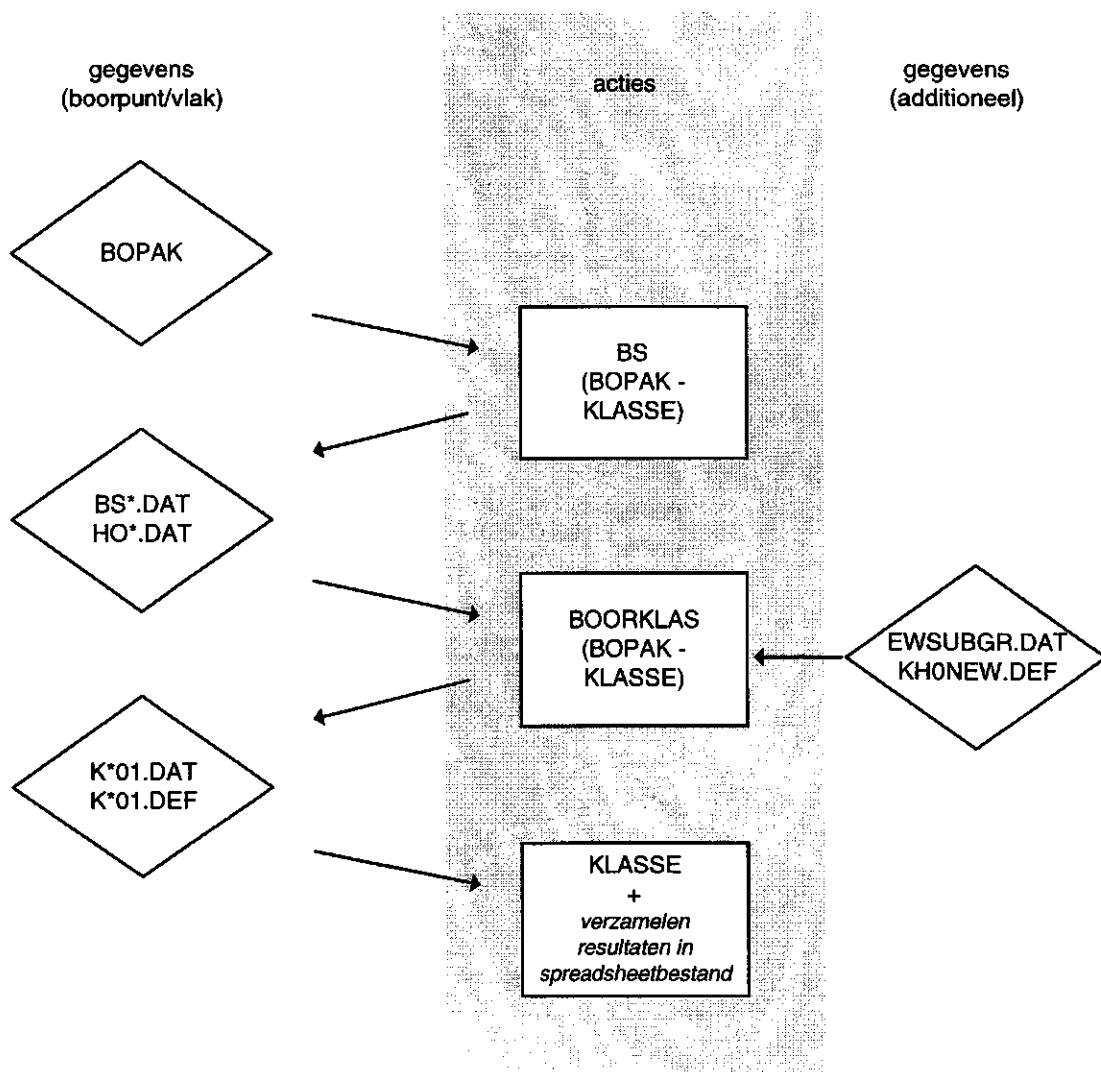 gegevens
(boorpunt/vlak)
acties
gegevens
(additioneel)
BOPAK
BS
(BOPAK -
KLASSE)
BS*.DAT
HO*.DAT
BOORKLAS
(BOPAK -
KLASSE)
EWSUBGR.DAT
KH0NEW.DEF
K*01.DAT
K*01.DEF
KLASSE
+
verzamelen
resultaten in
spreadsheetbestand